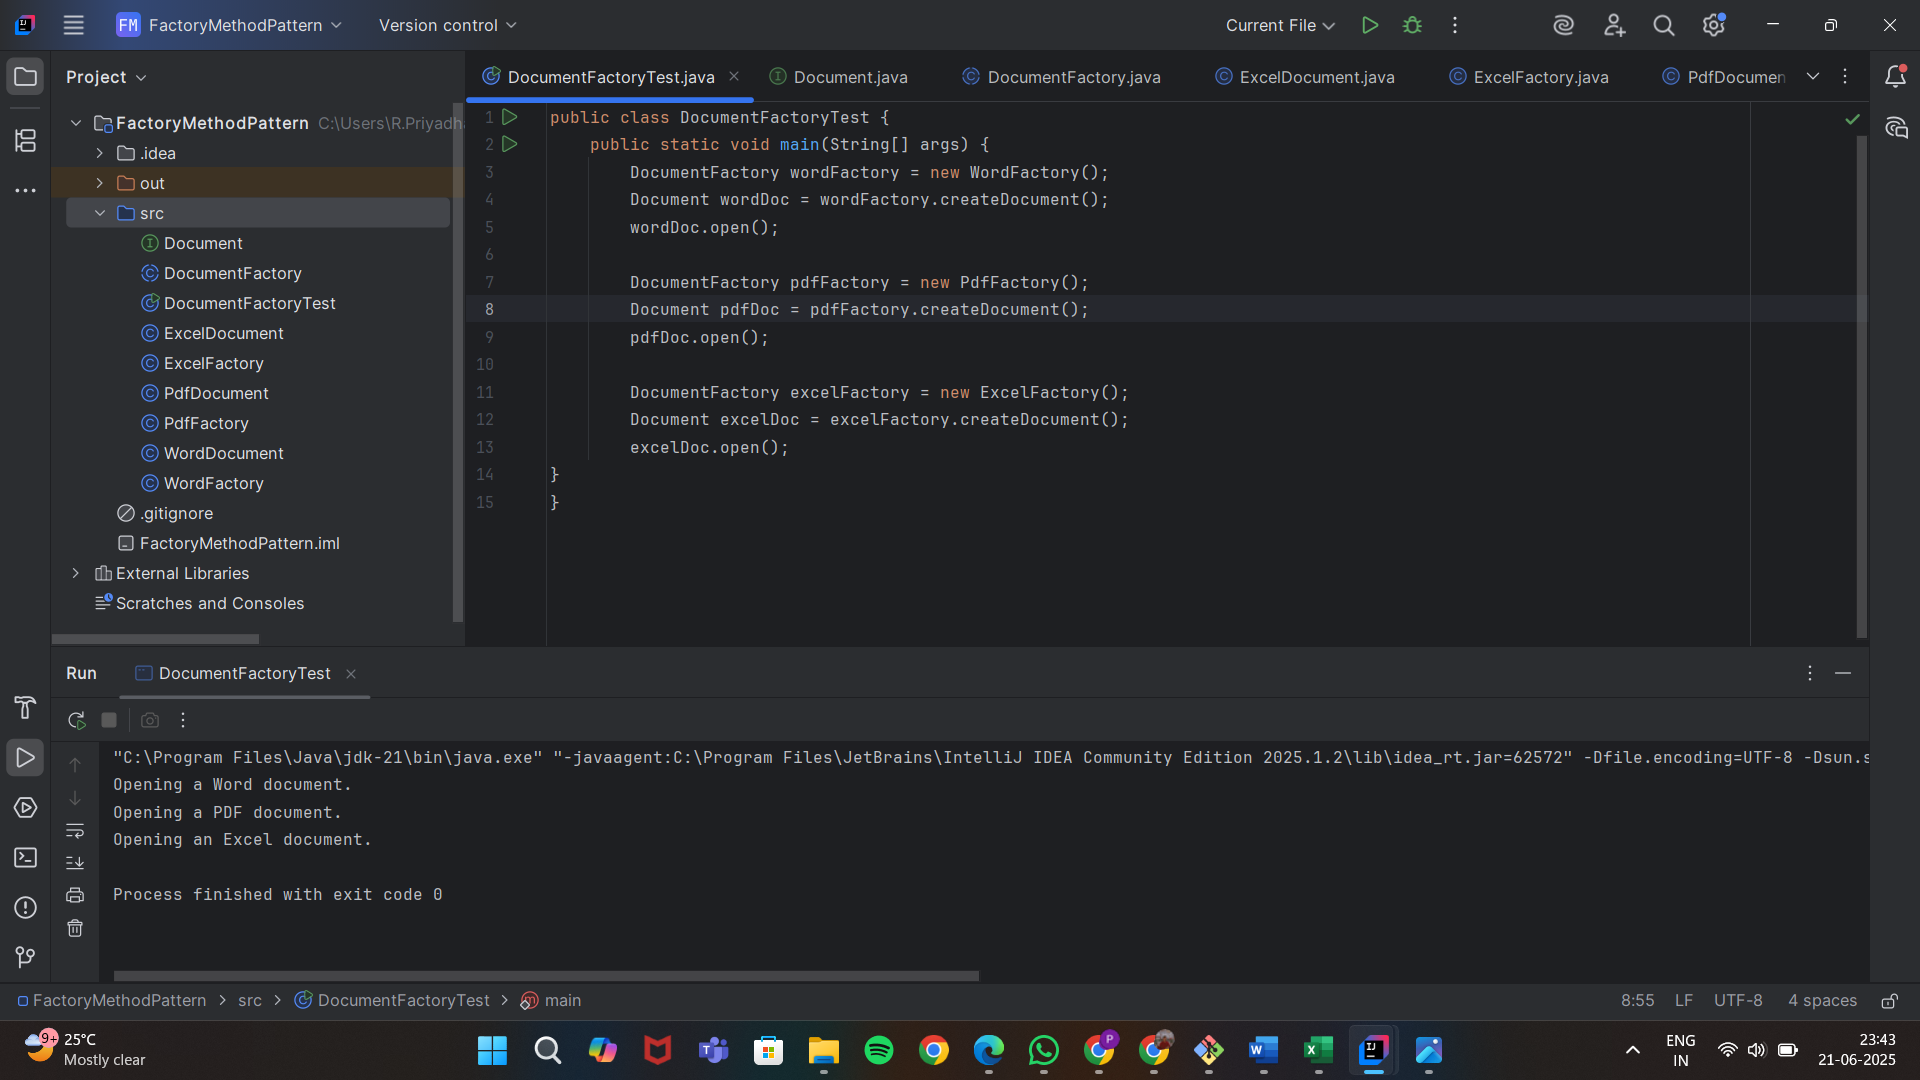 FM FactoryMethodPattern Version control Current File
Project
FactoryMethodPattern C:\Users\R.Priyadha
.idea
out
src
Document
DocumentFactory
DocumentFactoryTest
ExcelDocument
ExcelFactory
PdfDocument
PdfFactory
WordDocument
WordFactory
.gitignore
FactoryMethodPattern.iml
External Libraries
Scratches and Consoles
DocumentFactoryTest.java Document.java DocumentFactory.java ExcelDocument.java ExcelFactory.java PdfDocumen
1 public class DocumentFactoryTest {
2 public static void main(String[] args) {
3 DocumentFactory wordFactory = new WordFactory();
4 Document wordDoc = wordFactory.createDocument();
5 wordDoc.open();
6
7 DocumentFactory pdfFactory = new PdfFactory();
8 Document pdfDoc = pdfFactory.createDocument();
9 pdfDoc.open();
10
11 DocumentFactory excelFactory = new ExcelFactory();
12 Document excelDoc = excelFactory.createDocument();
13 excelDoc.open();
14 }
15 }
Run DocumentFactoryTest
"C:\Program Files\Java\jdk-21\bin\java.exe" "-javaagent:C:\Program Files\JetBrains\IntelliJ IDEA Community Edition 2025.1.2\lib\idea_rt.jar=62572" -Dfile.encoding=UTF-8 -Dsun.s
Opening a Word document.
Opening a PDF document.
Opening an Excel document.
Process finished with exit code 0
FactoryMethodPattern > src > DocumentFactoryTest > main 8:55 LF UTF-8 4 spaces
9+ 25°C
Mostly clear
ENG
IN
23:43
21-06-2025